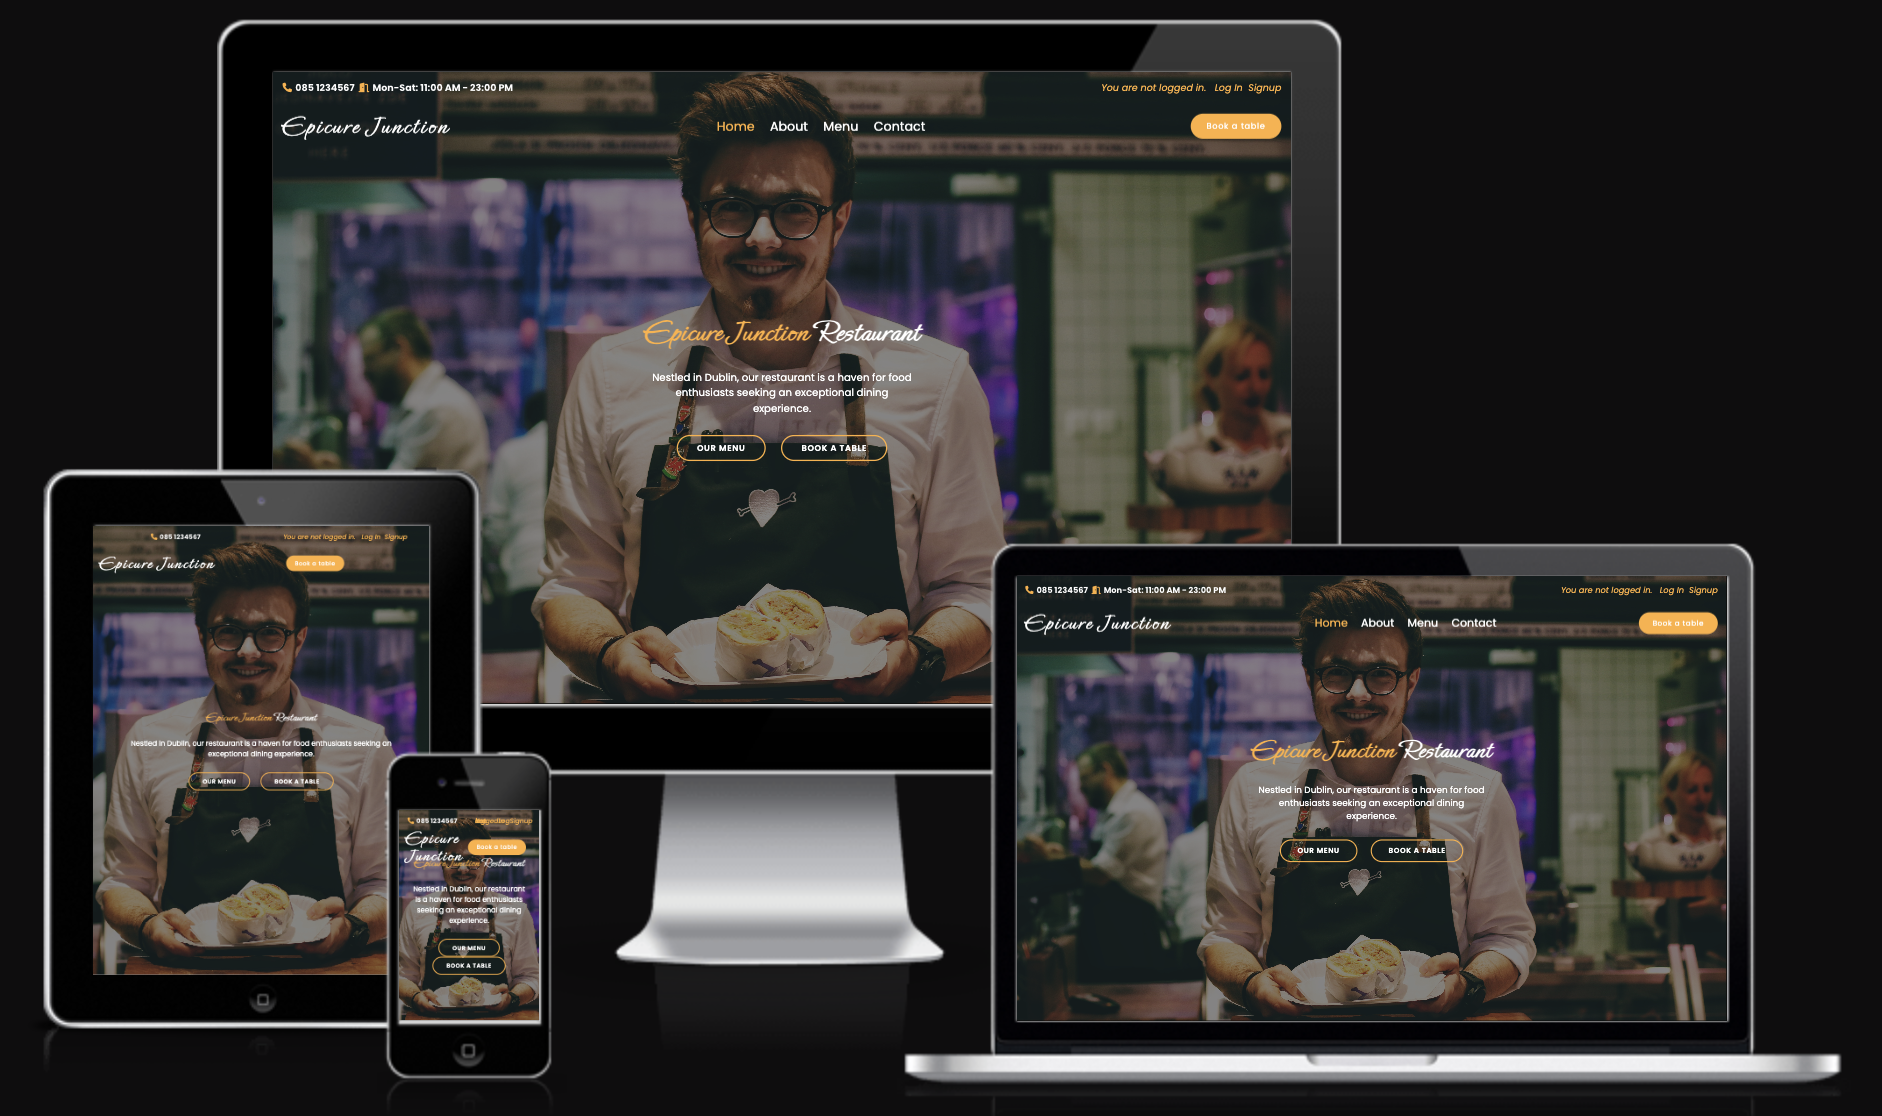 085 1234567 Mon-Sat: 11:00 AM - 23:00 PM
You are not logged in. Log In Signup
Epicure Junction
Home About Menu Contact
Book a table
Epicure Junction Restaurant
Nestled in Dublin, our restaurant is a haven for food
enthusiasts seeking an exceptional dining
experience.
OUR MENU BOOK A TABLE
085 1234567
You are not logged in. Log In Signup
Epicure Junction
Book a table
Epicure Junction Restaurant
Nestled in Dublin, our restaurant is a haven for food enthusiasts seeking an
exceptional dining experience.
OUR MENU BOOK A TABLE
085 1234567
Signup
Epicure
Junction
Book a table
Epicure Junction Restaurant
Nestled in Dublin, our restaurant
is a haven for food enthusiasts
seeking an exceptional dining
experience.
OUR MENU
BOOK A TABLE
085 1234567 Mon-Sat: 11:00 AM - 23:00 PM
You are not logged in. Log In Signup
Epicure Junction
Home About Menu Contact
Book a table
Epicure Junction Restaurant
Nestled in Dublin, our restaurant is a haven for food
enthusiasts seeking an exceptional dining
experience.
OUR MENU BOOK A TABLE